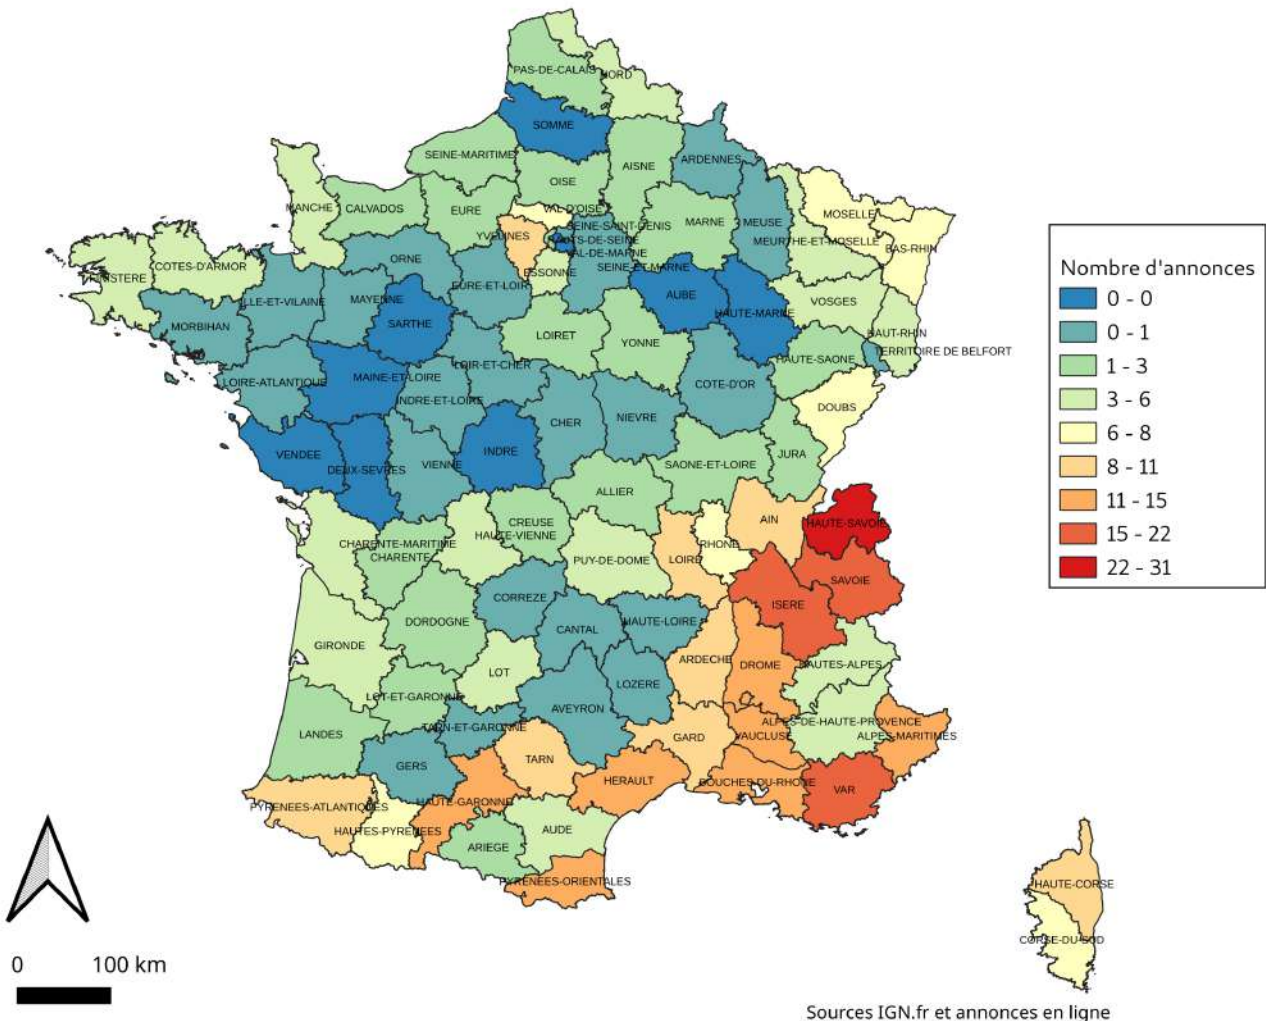 PAS-DE-CALAIS
NORD
SOMME
SEINE-MARITIME
AISNE
ARDENNES
OISE
MANCHE
CALVADOS
EURE
VAL D'OISE
SEINE-SAINT-DENIS
MARNE
MEUSE
MOSELLE
YVELINES
HAUTS-DE-SEINE
VAL-DE-MARNE
MEURTHE-ET-MOSELLE
BAS-RHIN
FINISTERE
COTES-D'ARMOR
ORNE
ESSONNE
SEINE-ET-MARNE
ILLE-ET-VILAINE
MAYENNE
EURE-ET-LOIR
AUBE
HAUTE-MARNE
VOSGES
MORBIHAN
SARTHE
LOIRET
YONNE
HAUT-RHIN
HAUTE-SAONE
TERRITOIRE DE BELFORT
LOIRE-ATLANTIQUE
MAINE-ET-LOIRE
LOIR-ET-CHER
COTE-D'OR
INDRE-ET-LOIRE
DOUBS
CHER
NIEVRE
VENDEE
DEUX-SEVRES
VIENNE
INDRE
SAONE-ET-LOIRE
JURA
ALLIER
CREUSE
HAUTE-VIENNE
AIN
HAUTE-SAVOIE
CHARENTE-MARITIME
CHARENTE
PUY-DE-DOME
LOIRE
RHONE
SAVOIE
CORREZE
ISERE
DORDOGNE
CANTAL
HAUTE-LOIRE
GIRONDE
LOT
ARDECHE
DROME
HAUTES-ALPES
LOT-ET-GARONNE
LOZERE
AVEYRON
LANDES
TARN-ET-GARONNE
GARD
VAUCLUSE
ALPES-DE-HAUTE-PROVENCE
ALPES-MARITIMES
GERS
TARN
HERAULT
BOUCHES-DU-RHONE
VAR
PYRENEES-ATLANTIQUES
HAUTE-GARONNE
HAUTES-PYRENEES
AUDE
ARIEGE
PYRENEES-ORIENTALES
HAUTE-CORSE
CORSE-DU-SUD
Nombre d'annonces
0 - 0
0 - 1
1 - 3
3 - 6
6 - 8
8 - 11
11 - 15
15 - 22
22 - 31
0 100 km
Sources IGN.fr et annonces en ligne